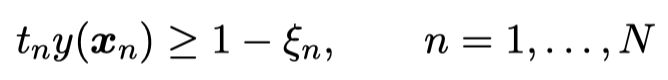 tₙy(𝒙ₙ) ≥ 1 − ξₙ, n = 1, . . . , N